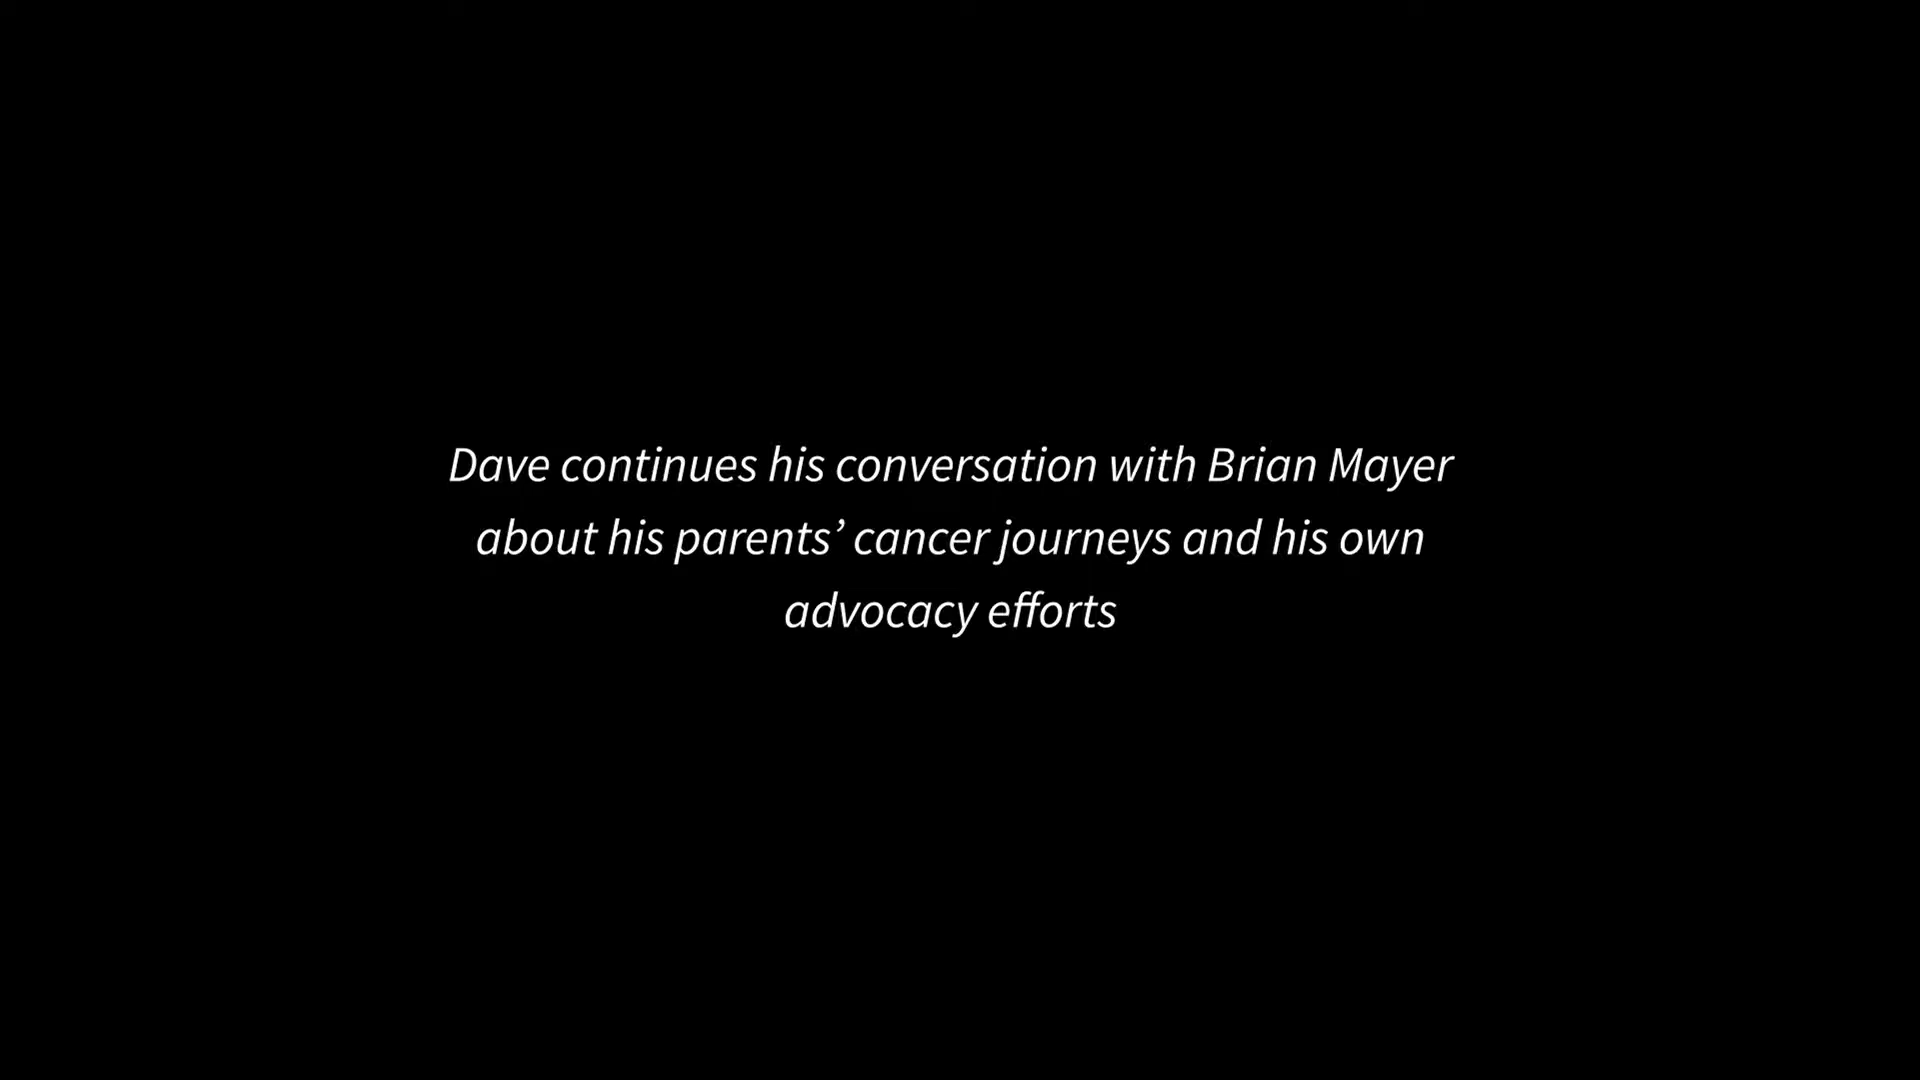 Dave continues his conversation with Brian Mayer
about his parents’ cancer journeys and his own
advocacy efforts